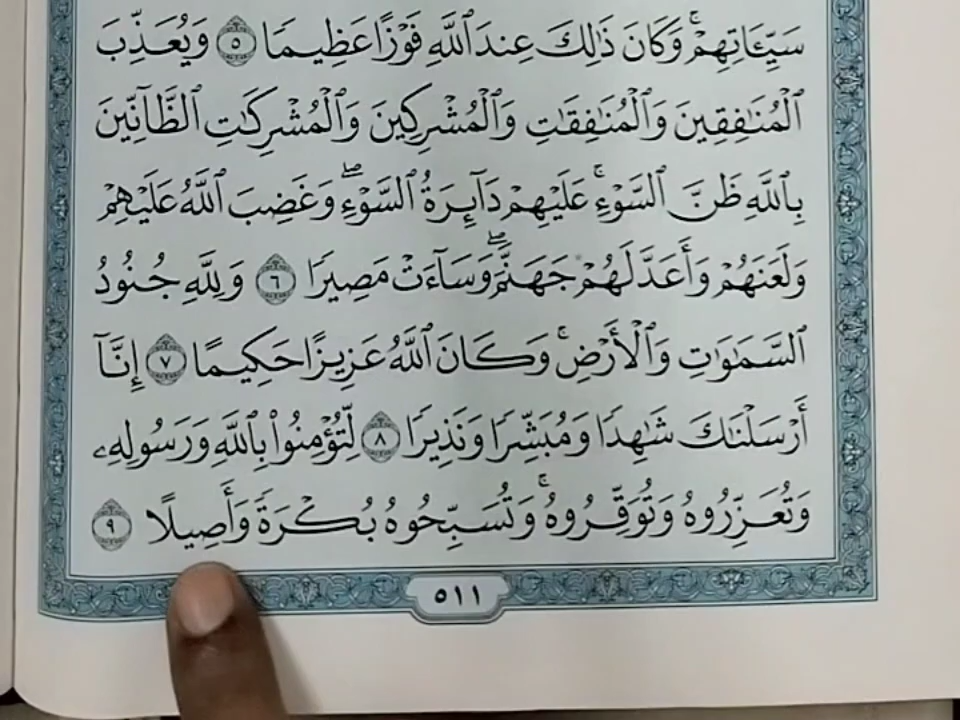 سَيِّـَٔاتِهِمْۚ وَكَانَ ذَٰلِكَ عِندَ ٱللَّهِ فَوْزًا عَظِيمًا ٥ وَيُعَذِّبَ
ٱلْمُنَٰفِقِينَ وَٱلْمُنَٰفِقَٰتِ وَٱلْمُشْرِكِينَ وَٱلْمُشْرِكَٰتِ ٱلظَّآنِّينَ
بِٱللَّهِ ظَنَّ ٱلسَّوْءِۚ عَلَيْهِمْ دَآئِرَةُ ٱلسَّوْءِۖ وَغَضِبَ ٱللَّهُ عَلَيْهِمْ
وَلَعَنَهُمْ وَأَعَدَّ لَهُمْ جَهَنَّمَۖ وَسَآءَتْ مَصِيرًا ٦ وَلِلَّهِ جُنُودُ
ٱلسَّمَٰوَٰتِ وَٱلْأَرْضِۚ وَكَانَ ٱللَّهُ عَزِيزًا حَكِيمًا ٧ إِنَّآ
أَرْسَلْنَٰكَ شَٰهِدًا وَمُبَشِّرًا وَنَذِيرًا ٨ لِّتُؤْمِنُوا۟ بِٱللَّهِ وَرَسُولِهِۦ
وَتُعَزِّرُوهُ وَتُوَقِّرُوهُۚ وَتُسَبِّحُوهُ بُكْرَةً وَأَصِيلًا ٩
٥١١